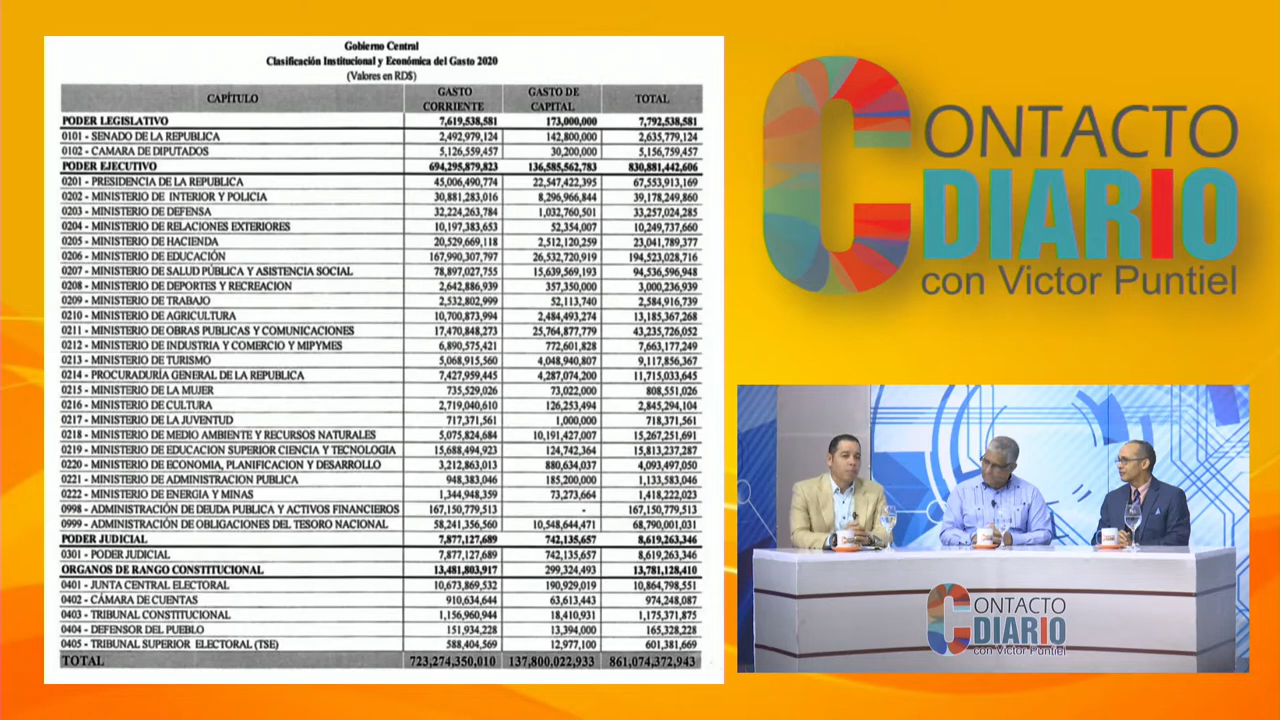 Gobierno Central
Clasificación Institucional y Económica del Gasto 2020
(Valores en RD$)
CAPÍTULO GASTO CORRIENTE GASTO DE CAPITAL TOTAL
PODER LEGISLATIVO 7,619,538,581 173,000,000 7,792,538,581
0101 - SENADO DE LA REPUBLICA 2,492,979,124 142,800,000 2,635,779,124
0102 - CAMARA DE DIPUTADOS 5,126,559,457 30,200,000 5,156,759,457
PODER EJECUTIVO 694,295,879,823 136,585,562,783 830,881,442,606
0201 - PRESIDENCIA DE LA REPUBLICA 45,006,490,774 22,547,422,395 67,553,913,169
0202 - MINISTERIO DE INTERIOR Y POLICIA 30,881,283,016 8,296,966,844 39,178,249,860
0203 - MINISTERIO DE DEFENSA 32,224,263,784 1,032,760,501 33,257,024,285
0204 - MINISTERIO DE RELACIONES EXTERIORES 10,197,383,653 52,354,007 10,249,737,660
0205 - MINISTERIO DE HACIENDA 20,529,669,118 2,512,120,259 23,041,789,377
0206 - MINISTERIO DE EDUCACIÓN 167,990,307,797 26,532,720,919 194,523,028,716
0207 - MINISTERIO DE SALUD PÚBLICA Y ASISTENCIA SOCIAL 78,897,027,755 15,639,569,193 94,536,596,948
0208 - MINISTERIO DE DEPORTES Y RECREACION 2,642,886,939 357,350,000 3,000,236,939
0209 - MINISTERIO DE TRABAJO 2,532,802,999 52,113,740 2,584,916,739
0210 - MINISTERIO DE AGRICULTURA 10,700,873,994 2,484,493,274 13,185,367,268
0211 - MINISTERIO DE OBRAS PUBLICAS Y COMUNICACIONES 17,470,848,273 25,764,877,779 43,235,726,052
0212 - MINISTERIO DE INDUSTRIA Y COMERCIO Y MIPYMES 6,890,575,421 772,601,828 7,663,177,249
0213 - MINISTERIO DE TURISMO 5,068,915,560 4,048,940,807 9,117,856,367
0214 - PROCURADURÍA GENERAL DE LA REPUBLICA 7,427,959,445 4,287,074,200 11,715,033,645
0215 - MINISTERIO DE LA MUJER 735,529,026 73,022,000 808,551,026
0216 - MINISTERIO DE CULTURA 2,719,040,610 126,253,494 2,845,294,104
0217 - MINISTERIO DE LA JUVENTUD 717,371,561 1,000,000 718,371,561
0218 - MINISTERIO DE MEDIO AMBIENTE Y RECURSOS NATURALES 5,075,824,684 10,191,427,007 15,267,251,691
0219 - MINISTERIO DE EDUCACION SUPERIOR CIENCIA Y TECNOLOGIA 15,688,494,923 124,742,364 15,813,237,287
0220 - MINISTERIO DE ECONOMIA, PLANIFICACION Y DESARROLLO 3,212,863,013 880,634,037 4,093,497,050
0221 - MINISTERIO DE ADMINISTRACION PUBLICA 948,383,046 185,200,000 1,133,583,046
0222 - MINISTERIO DE ENERGIA Y MINAS 1,344,948,359 73,273,664 1,418,222,023
0998 - ADMINISTRACIÓN DE DEUDA PUBLICA Y ACTIVOS FINANCIEROS 167,150,779,513 - 167,150,779,513
0999 - ADMINISTRACIÓN DE OBLIGACIONES DEL TESORO NACIONAL 58,241,356,560 10,548,644,471 68,790,001,031
PODER JUDICIAL 7,877,127,689 742,135,657 8,619,263,346
0301 - PODER JUDICIAL 7,877,127,689 742,135,657 8,619,263,346
ORGANOS DE RANGO CONSTITUCIONAL 13,481,803,917 299,324,493 13,781,128,410
0401 - JUNTA CENTRAL ELECTORAL 10,673,869,532 190,929,019 10,864,798,551
0402 - CÁMARA DE CUENTAS 910,634,644 63,613,443 974,248,087
0403 - TRIBUNAL CONSTITUCIONAL 1,156,960,944 18,410,931 1,175,371,875
0404 - DEFENSOR DEL PUEBLO 151,934,228 13,394,000 165,328,228
0405 - TRIBUNAL SUPERIOR ELECTORAL (TSE) 588,404,569 12,977,100 601,381,669
TOTAL 723,274,350,010 137,800,022,933 861,074,372,943
CONTACTO
DIARIO
con Victor Puntiel
CONTACTO
DIARIO
con Victor Puntiel